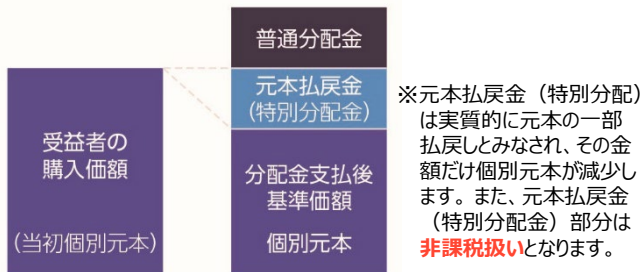 普通分配金
元本払戻金
(特別分配金)
受益者の
購入価額
(当初個別元本)
分配金支払後
基準価額
個別元本
※元本払戻金（特別分配）
は実質的に元本の一部
払戻しとみなされ、その金
額だけ個別元本が減少し
ます。また、元本払戻金
（特別分配金）部分は
非課税扱いとなります。